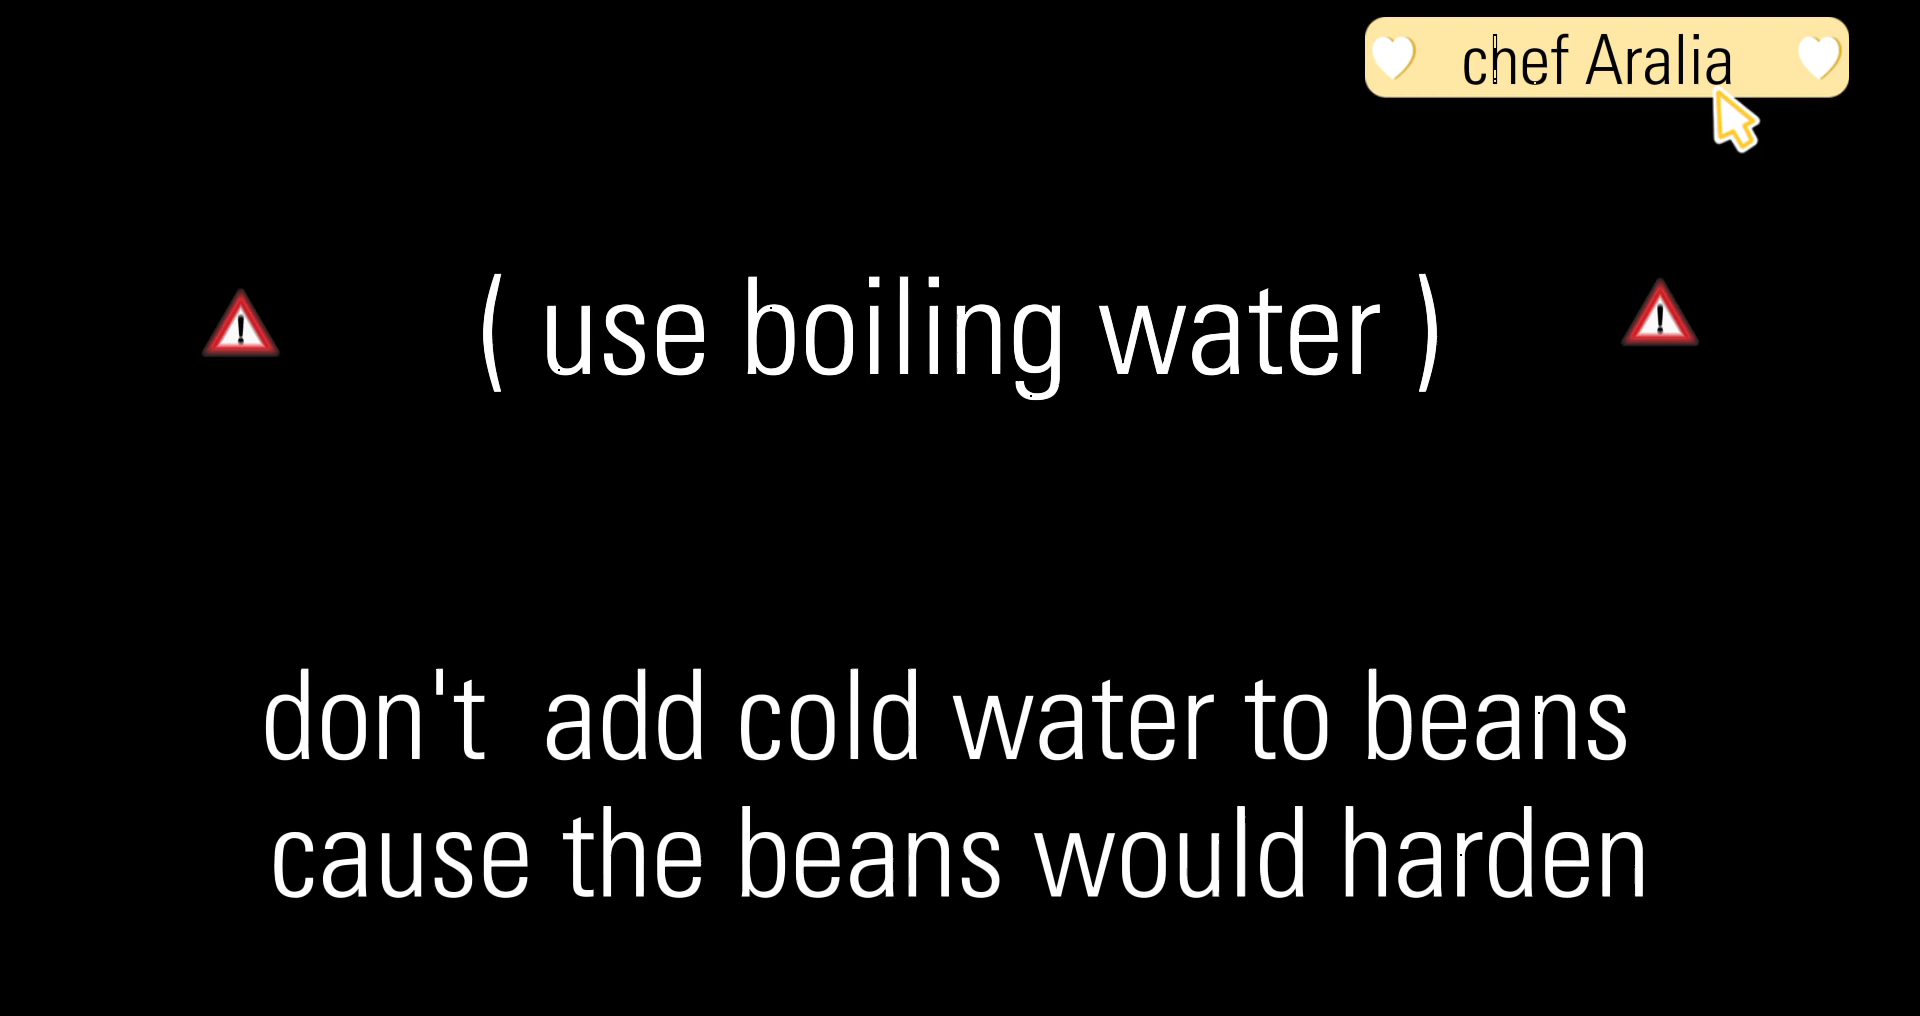 chef Aralia
( use boiling water )
don't  add cold water to beans
cause the beans would harden